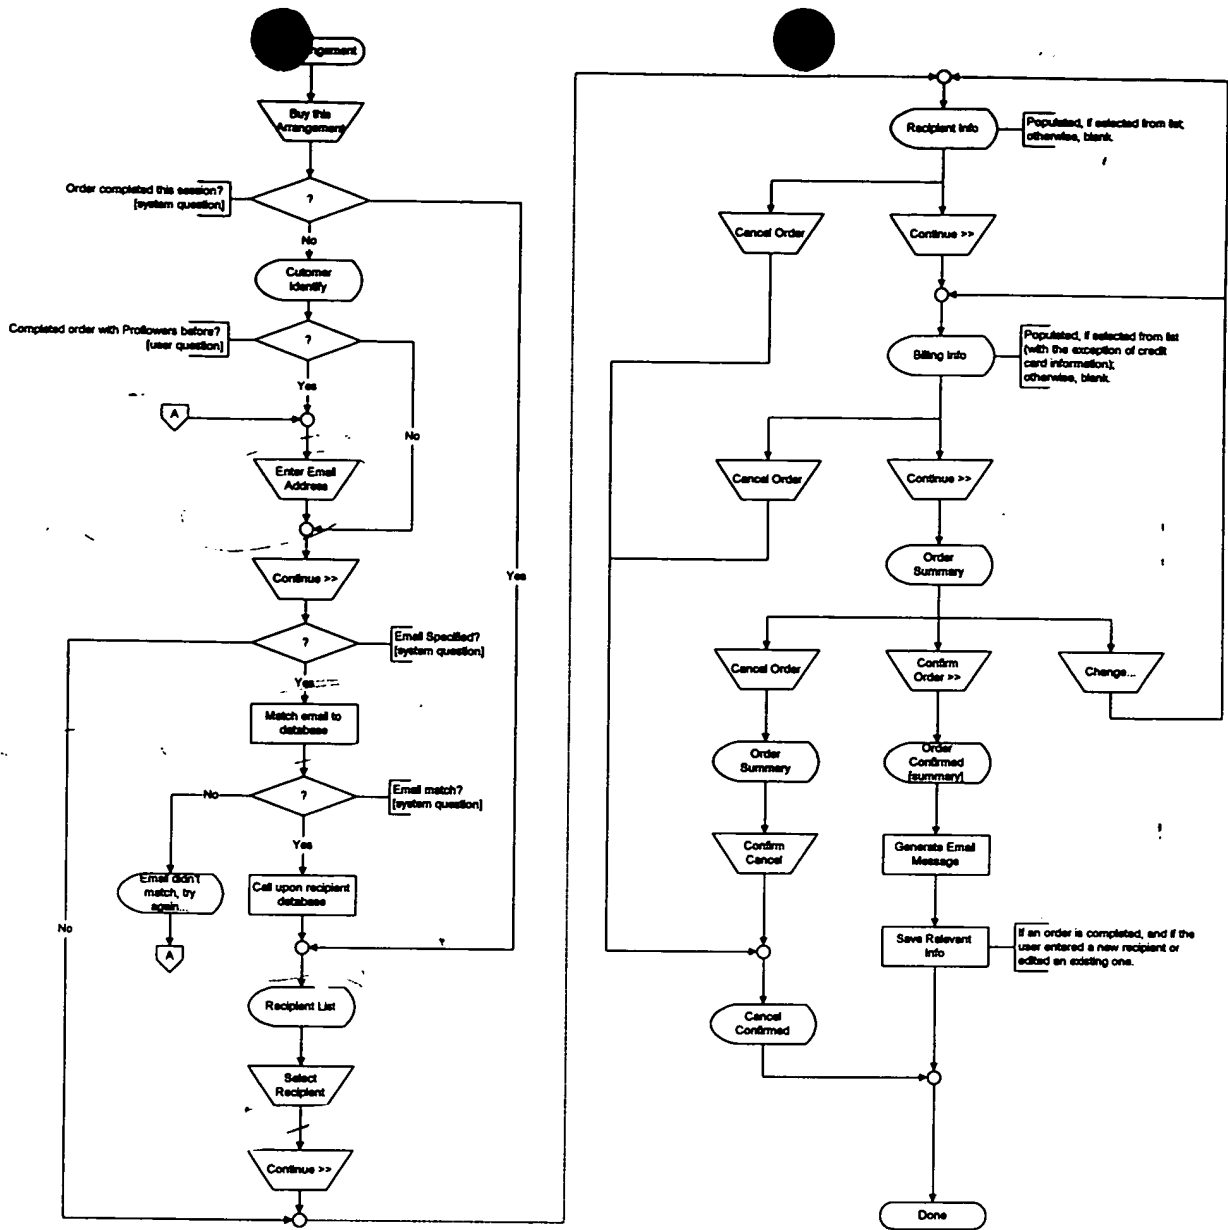 Buy this
Arrangement
Order completed this session?
[system question]
?
No
Cutomer
Identify
Completed order with Proflowers before?
[user question]
?
Yes
A
No
Enter Email
Address
Continue >>
Yes
?
Email Specified?
[system question]
Yes
Match email to
database
No
?
Email match?
[system question]
Yes
Email didn't
match, try
again...
Call upon recipient
database
No
A
Recipient List
Select
Recipient
Continue >>
Recipient Info
Populated, if selected from list;
otherwise, blank.
Cancel Order
Continue >>
Billing Info
Populated, if selected from list
(with the exception of credit
card information);
otherwise, blank.
Cancel Order
Continue >>
Order
Summary
Cancel Order
Confirm
Order >>
Change...
Order
Summary
Order
Confirmed
[summary]
Confirm
Cancel
Generate Email
Message
Save Relevant
Info
If an order is completed, and if the
user entered a new recipient or
edited an existing one.
Cancel
Confirmed
Done